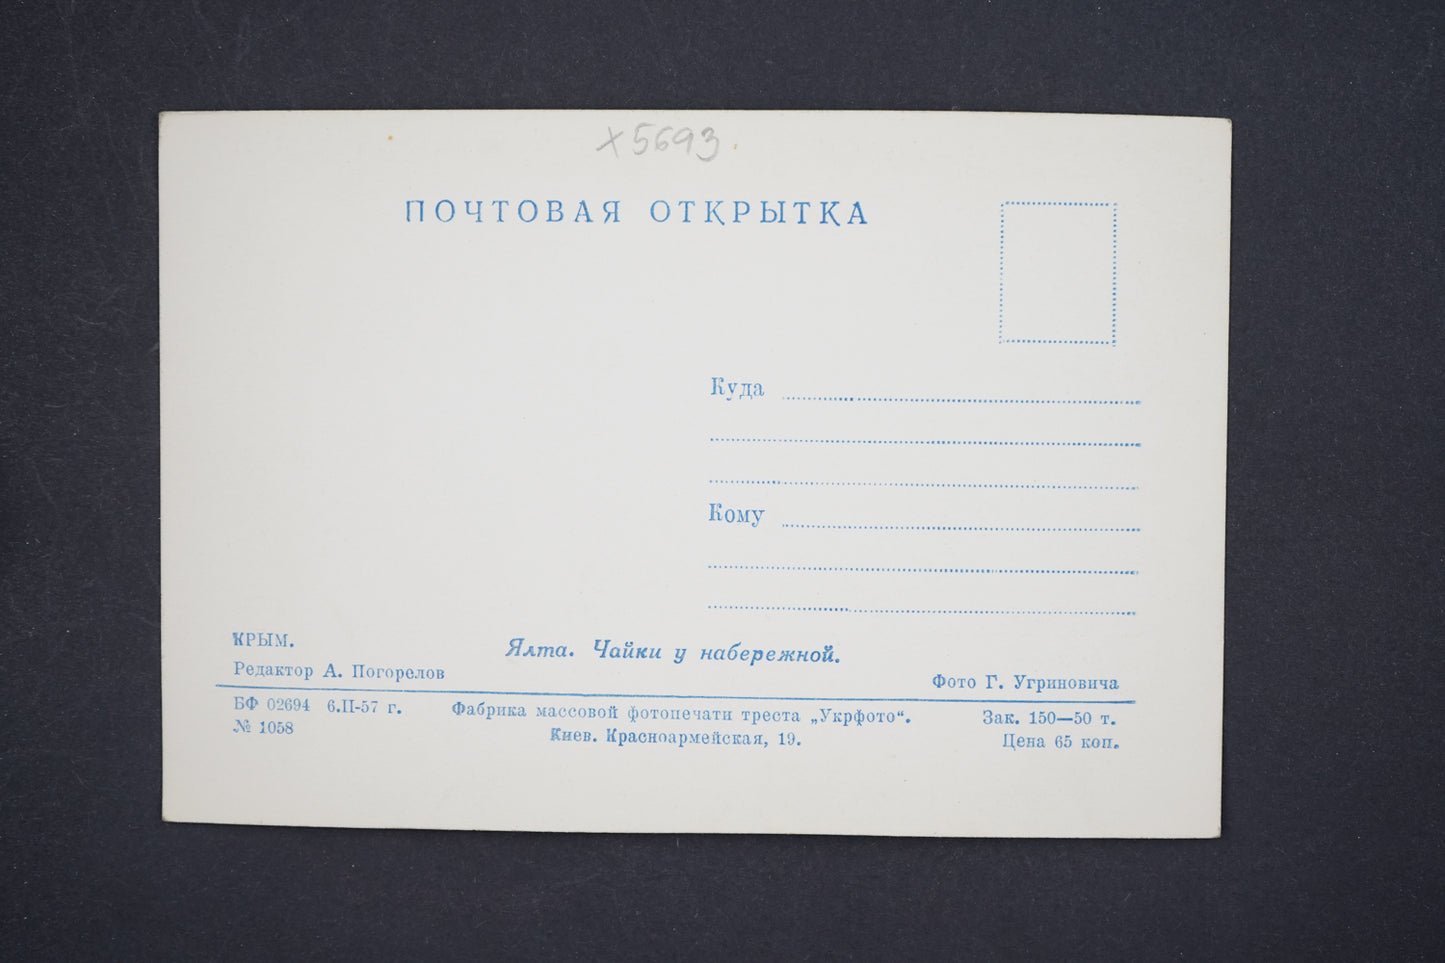 х5693.
ПОЧТОВАЯ ОТКРЫТКА
Куда
Кому
КРЫМ.
Ялта. Чайки у набережной.
Редактор А. Погорелов
Фото Г. Угриновича
БФ 02694 6.II-57 г.
Фабрика массовой фотопечати треста „Укрфото“.
Зак. 150—50 т.
№ 1058
Киев. Красноармейская, 19.
Цена 65 коп.